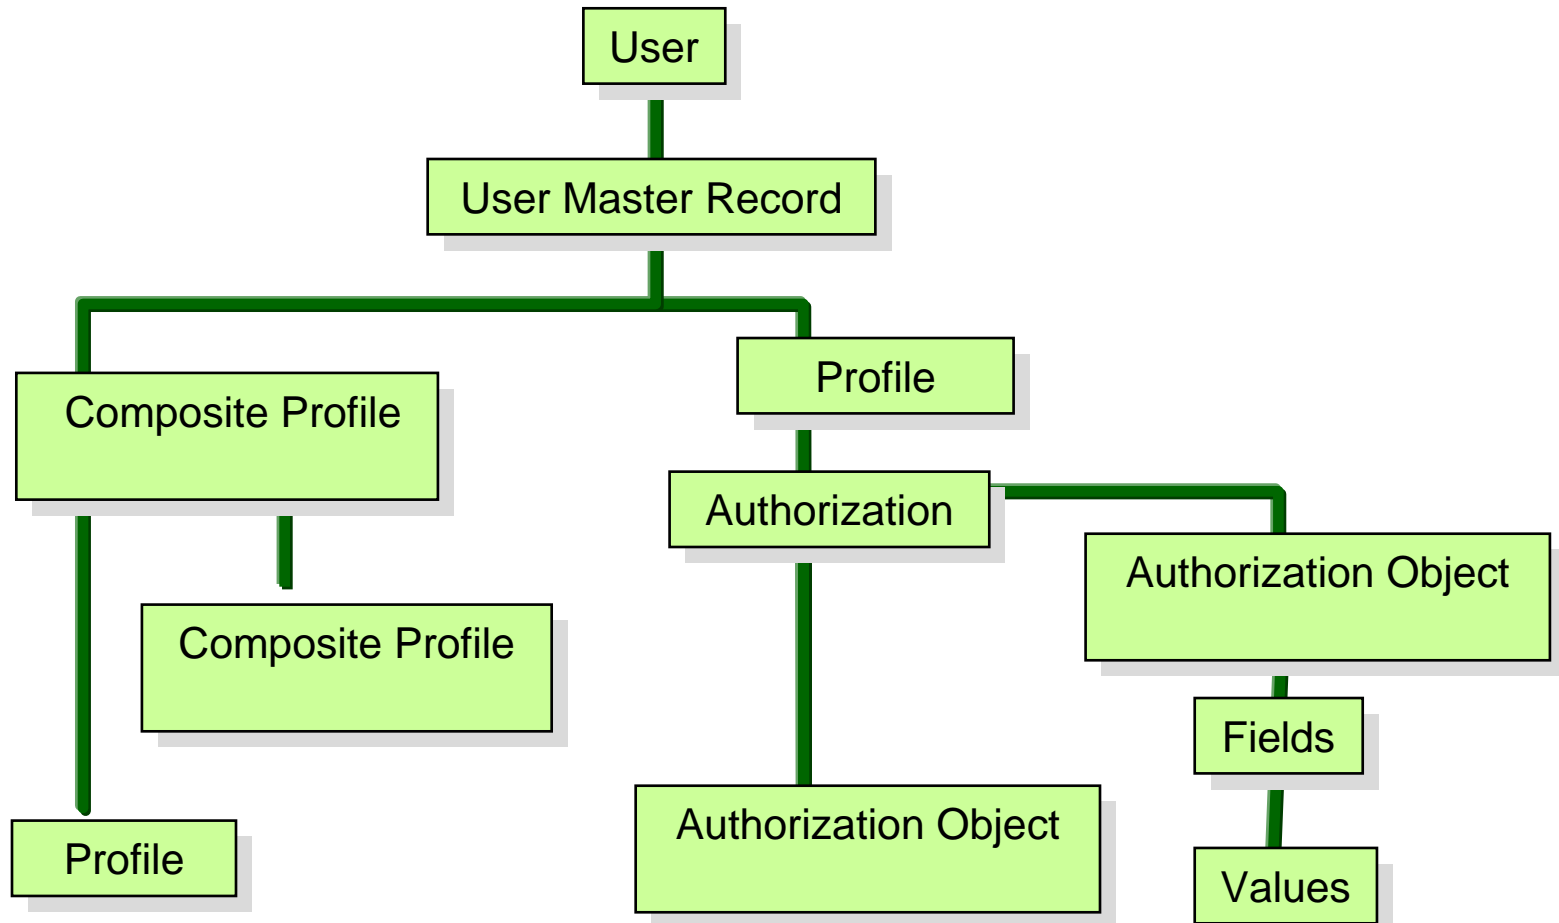 User
User Master Record
Profile
Composite Profile
Authorization
Authorization Object
Composite Profile
Fields
Authorization Object
Profile
Values